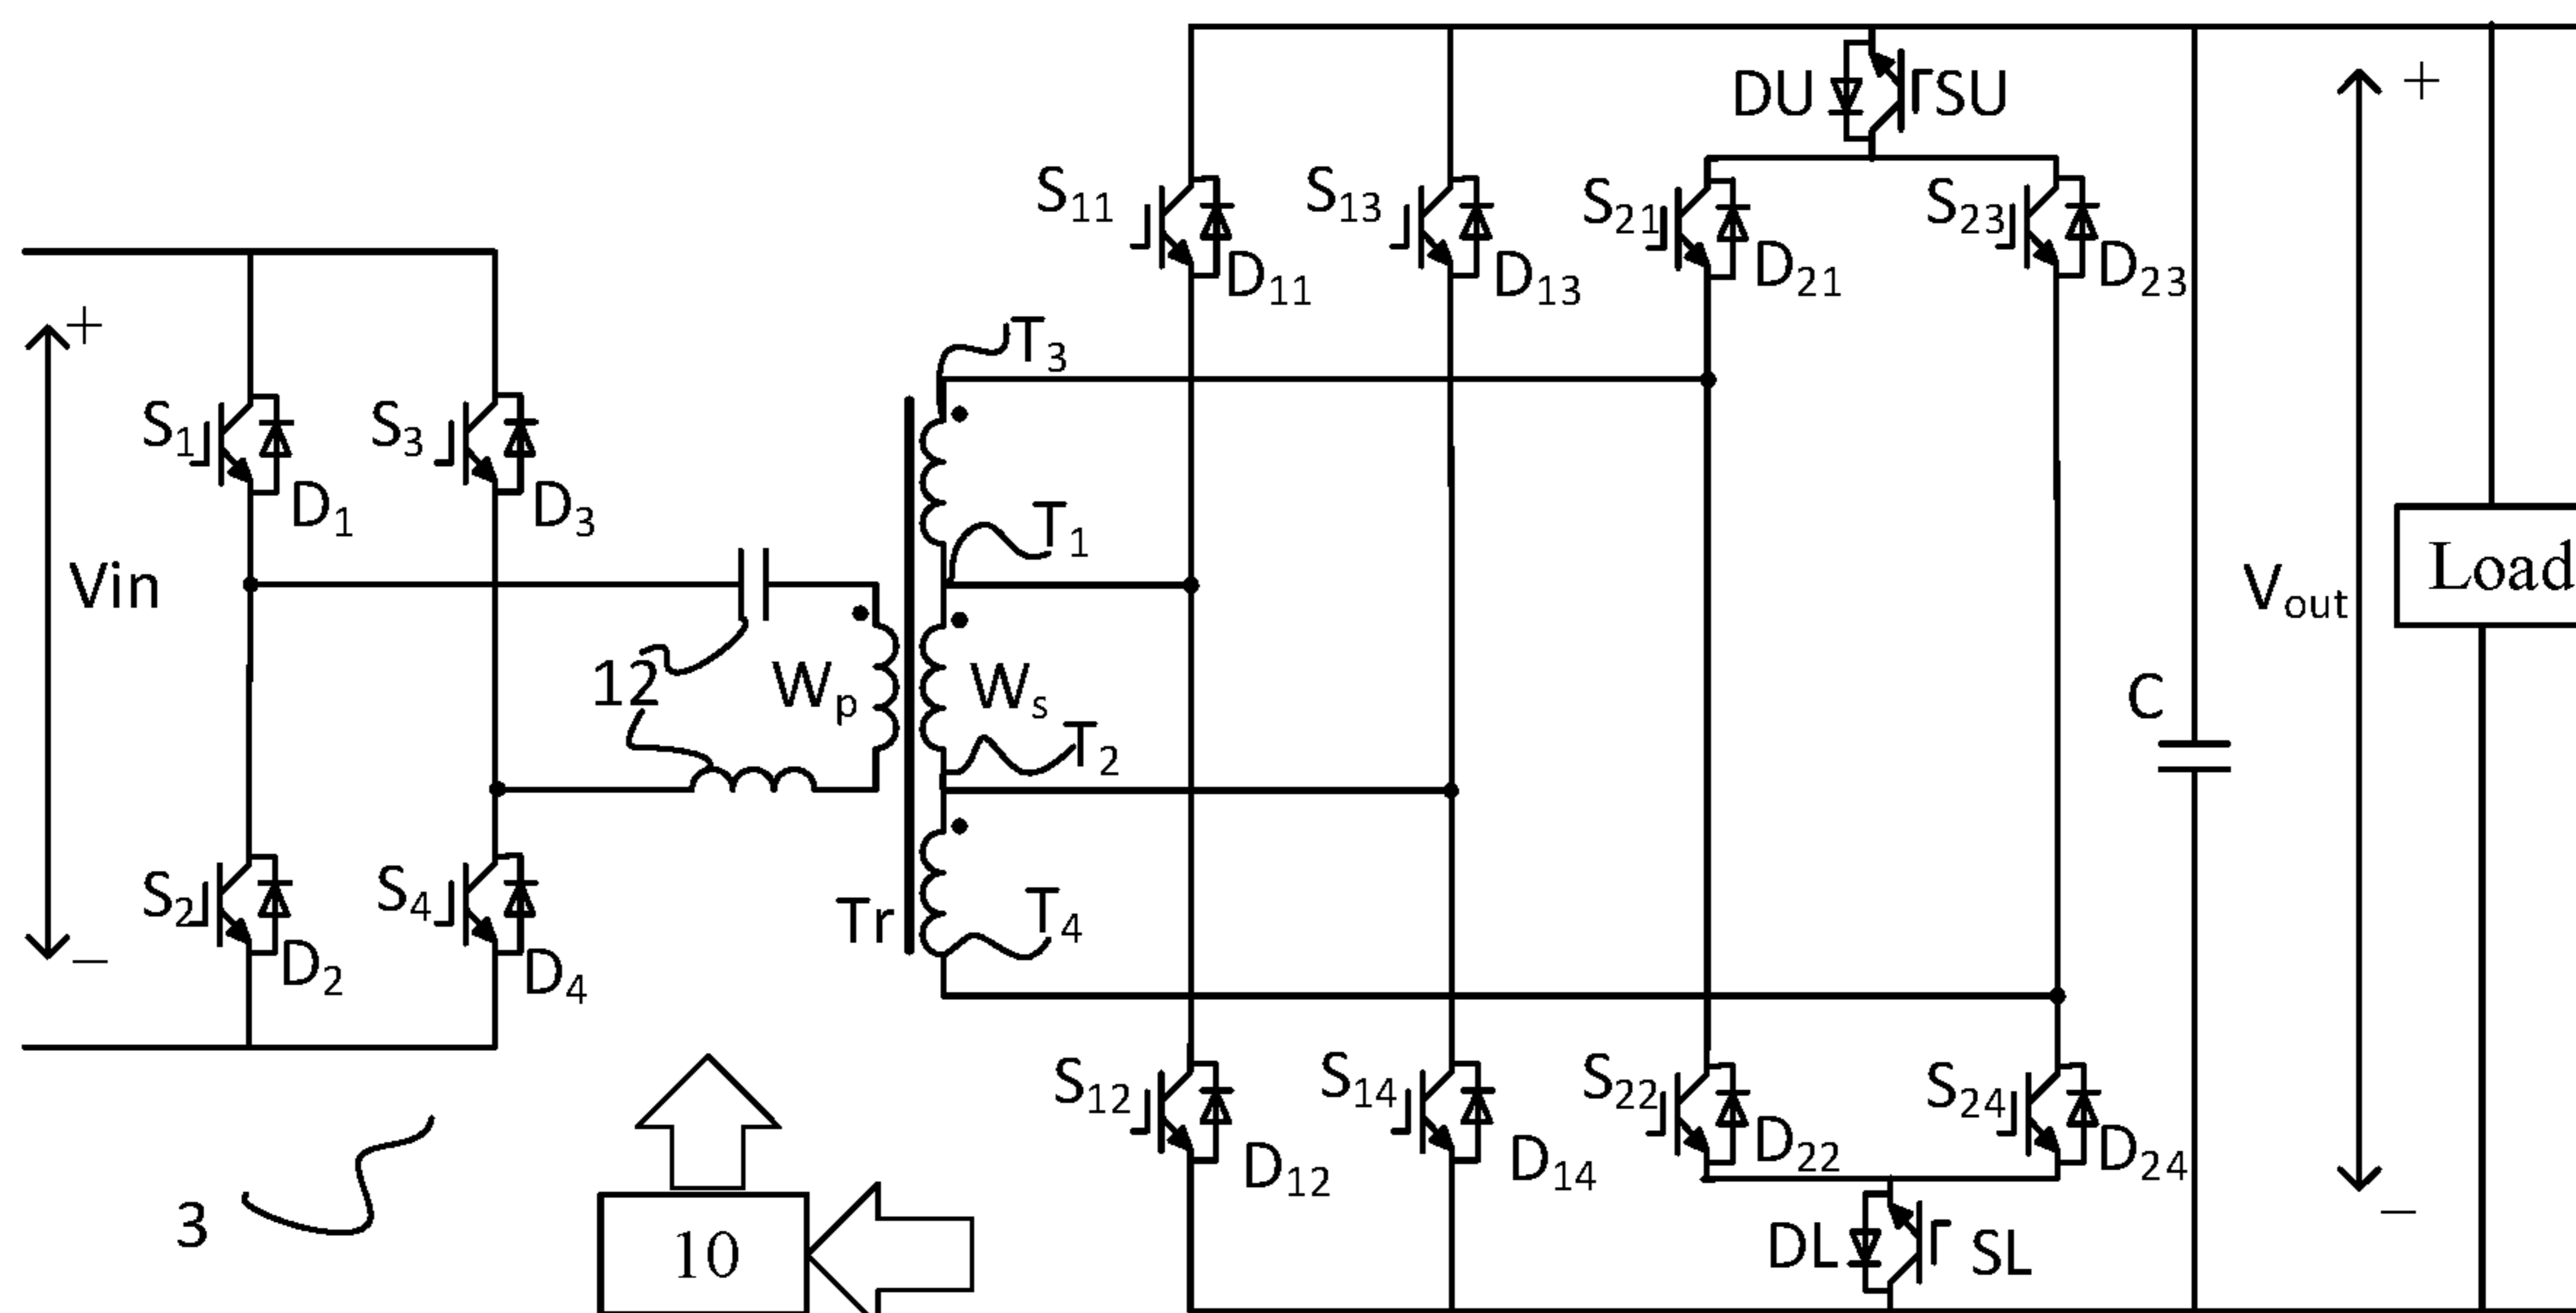 DU
SU
+
S11
S13
S21
S23
D11
D13
D21
D23
+
T3
S1
S3
D1
D3
T1
Vin
Vout
Load
12
Wp
Ws
C
T2
S2
S4
Tr
T4
D2
D4
−
S12
S14
S22
S24
D12
D14
D22
D24
3
10
DL
SL
−